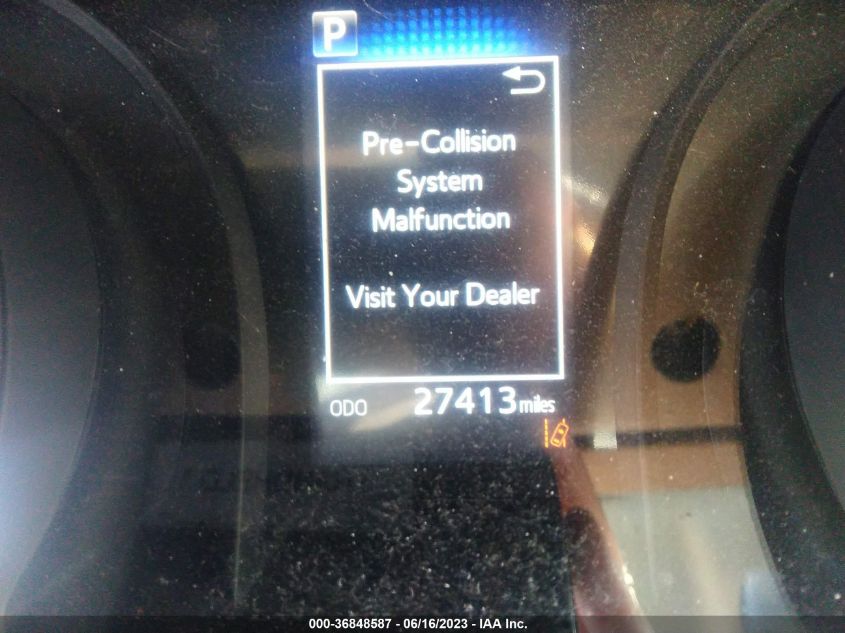 P
Pre-Collision
System
Malfunction
Visit Your Dealer
ODO 27413 miles
000-36848587 - 06/16/2023 - IAA Inc.